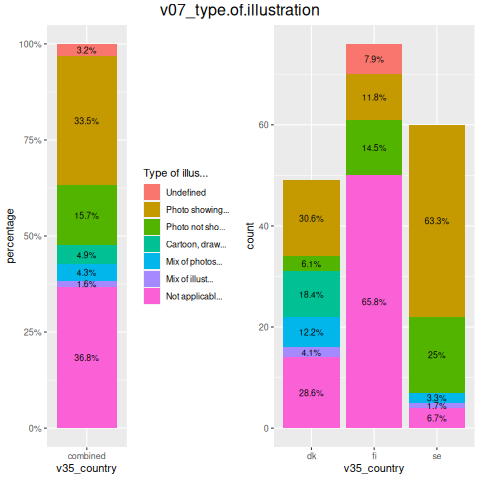 v07_type.of.illustration
100%
75%
50%
25%
0%
percentage
3.2%
33.5%
15.7%
4.9%
4.3%
1.6%
36.8%
combined
v35_country
Type of illus...
Undefined
Photo showing...
Photo not sho...
Cartoon, draw...
Mix of photos...
Mix of illust...
Not applicabl...
60
40
20
0
count
30.6%
6.1%
18.4%
12.2%
4.1%
28.6%
7.9%
11.8%
14.5%
65.8%
63.3%
25%
3.3%
1.7%
6.7%
dk
fi
se
v35_country